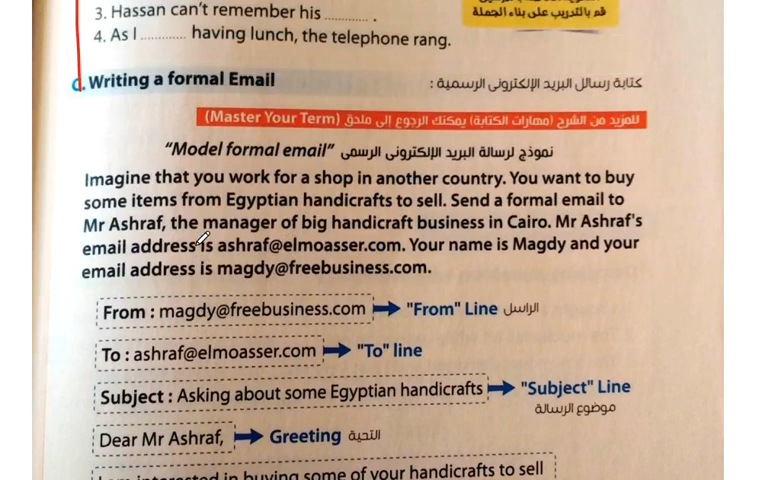 3. Hassan can't remember his ............ .
قم بالتدريب على بناء الجملة
4. As I ............ having lunch, the telephone rang.
C. Writing a formal Email كتابة رسائل البريد الإلكترونى الرسمية :
للمزيد من الشرح (مهارات الكتابة) يمكنك الرجوع إلى ملحق (Master Your Term)
"Model formal email" نموذج لرسالة البريد الإلكترونى الرسمى
Imagine that you work for a shop in another country. You want to buy
some items from Egyptian handicrafts to sell. Send a formal email to
Mr Ashraf, the manager of big handicraft business in Cairo. Mr Ashraf's
email address is ashraf@elmoasser.com. Your name is Magdy and your
email address is magdy@freebusiness.com.
From : magdy@freebusiness.com "From" Line الراسل
To : ashraf@elmoasser.com "To" line
Subject : Asking about some Egyptian handicrafts "Subject" Line
موضوع الرسالة
Dear Mr Ashraf, Greeting التحية
I am interested in buying some of your handicrafts to sell